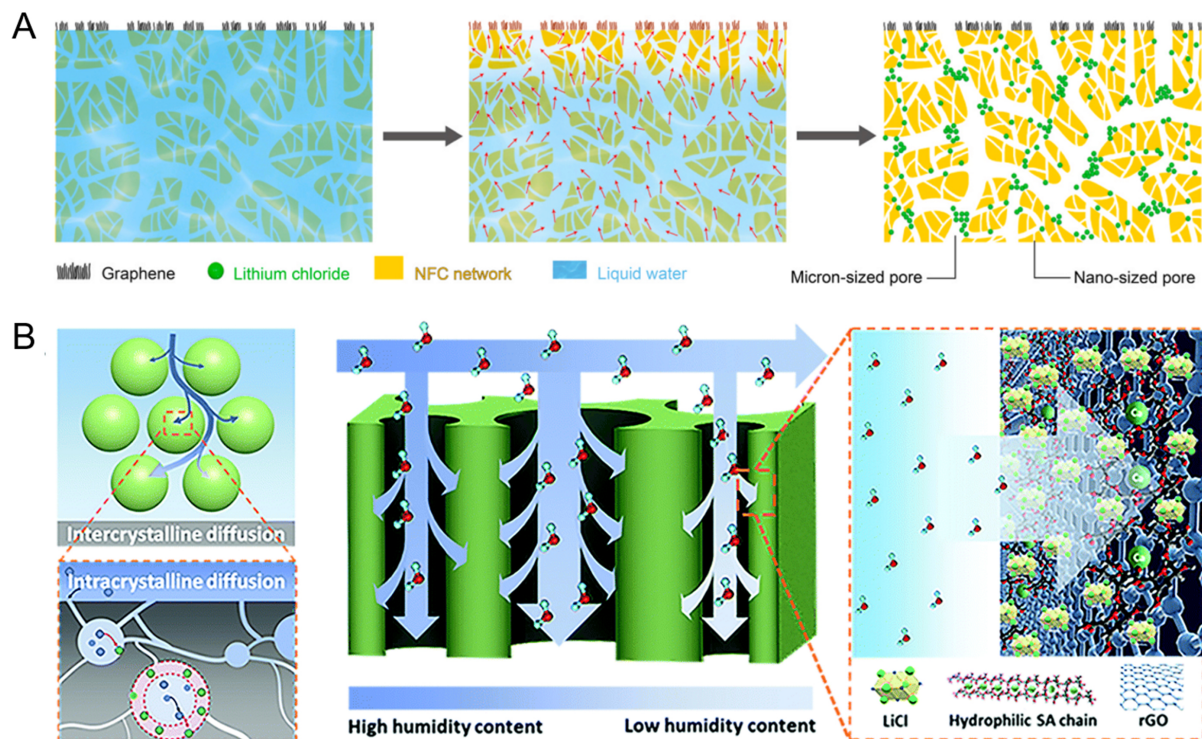 A
Graphene
Lithium chloride
NFC network
Liquid water
Micron-sized pore
Nano-sized pore
B
Intercrystalline diffusion
Intracrystalline diffusion
High humidity content
Low humidity content
LiCl
Hydrophilic SA chain
rGO